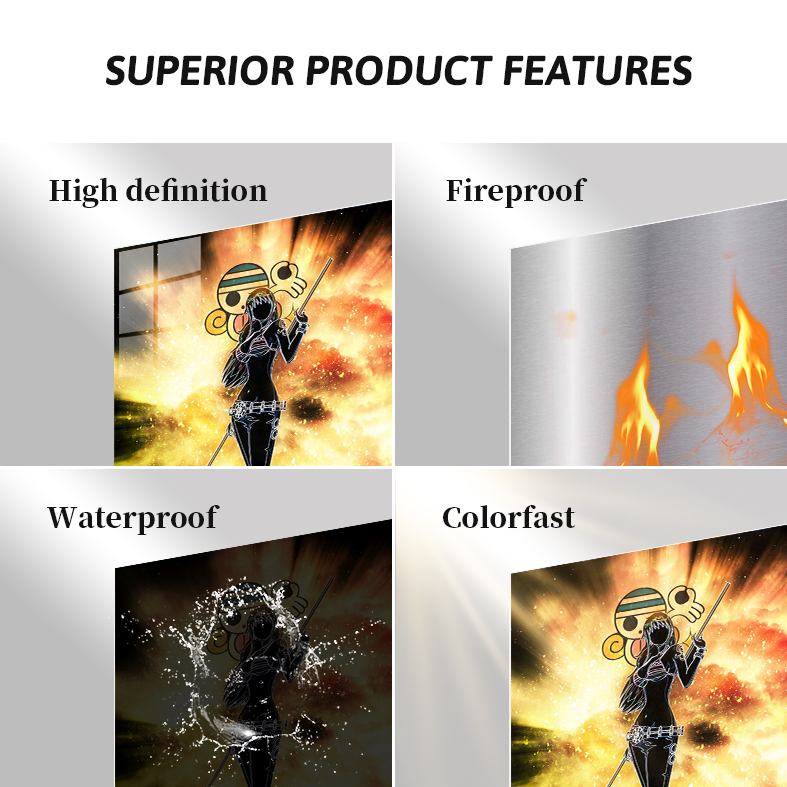 SUPERIOR PRODUCT FEATURES
High definition
Fireproof
Waterproof
Colorfast